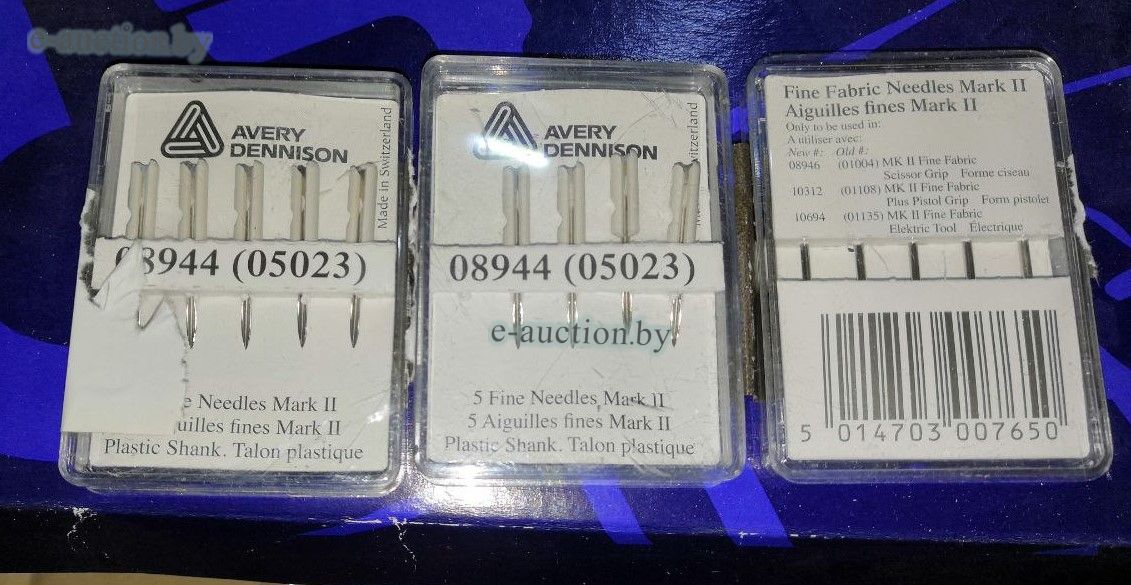 e-auction.by
AVERY
DENNISON
Made in Switzerland
08944 (05023)
Needles Mark II
fines Mark II
Plastic Shank. Talon plastique
AVERY
DENNISON
08944 (05023)
e-auction.by
5 Fine Needles Mark II
5 Aiguilles fines Mark II
Plastic Shank. Talon plastique
Fine Fabric Needles Mark II
Aiguilles fines Mark II
Only to be used in:
A utiliser avec:
New #: Old #:
08946 (01004) MK II Fine Fabric
Scissor Grip Forme ciseau
10312 (01108) MK II Fine Fabric
Plus Pistol Grip Form pistolet
10694 (01135) MK II Fine Fabric
Elektric Tool Electrique
5 014703 007650